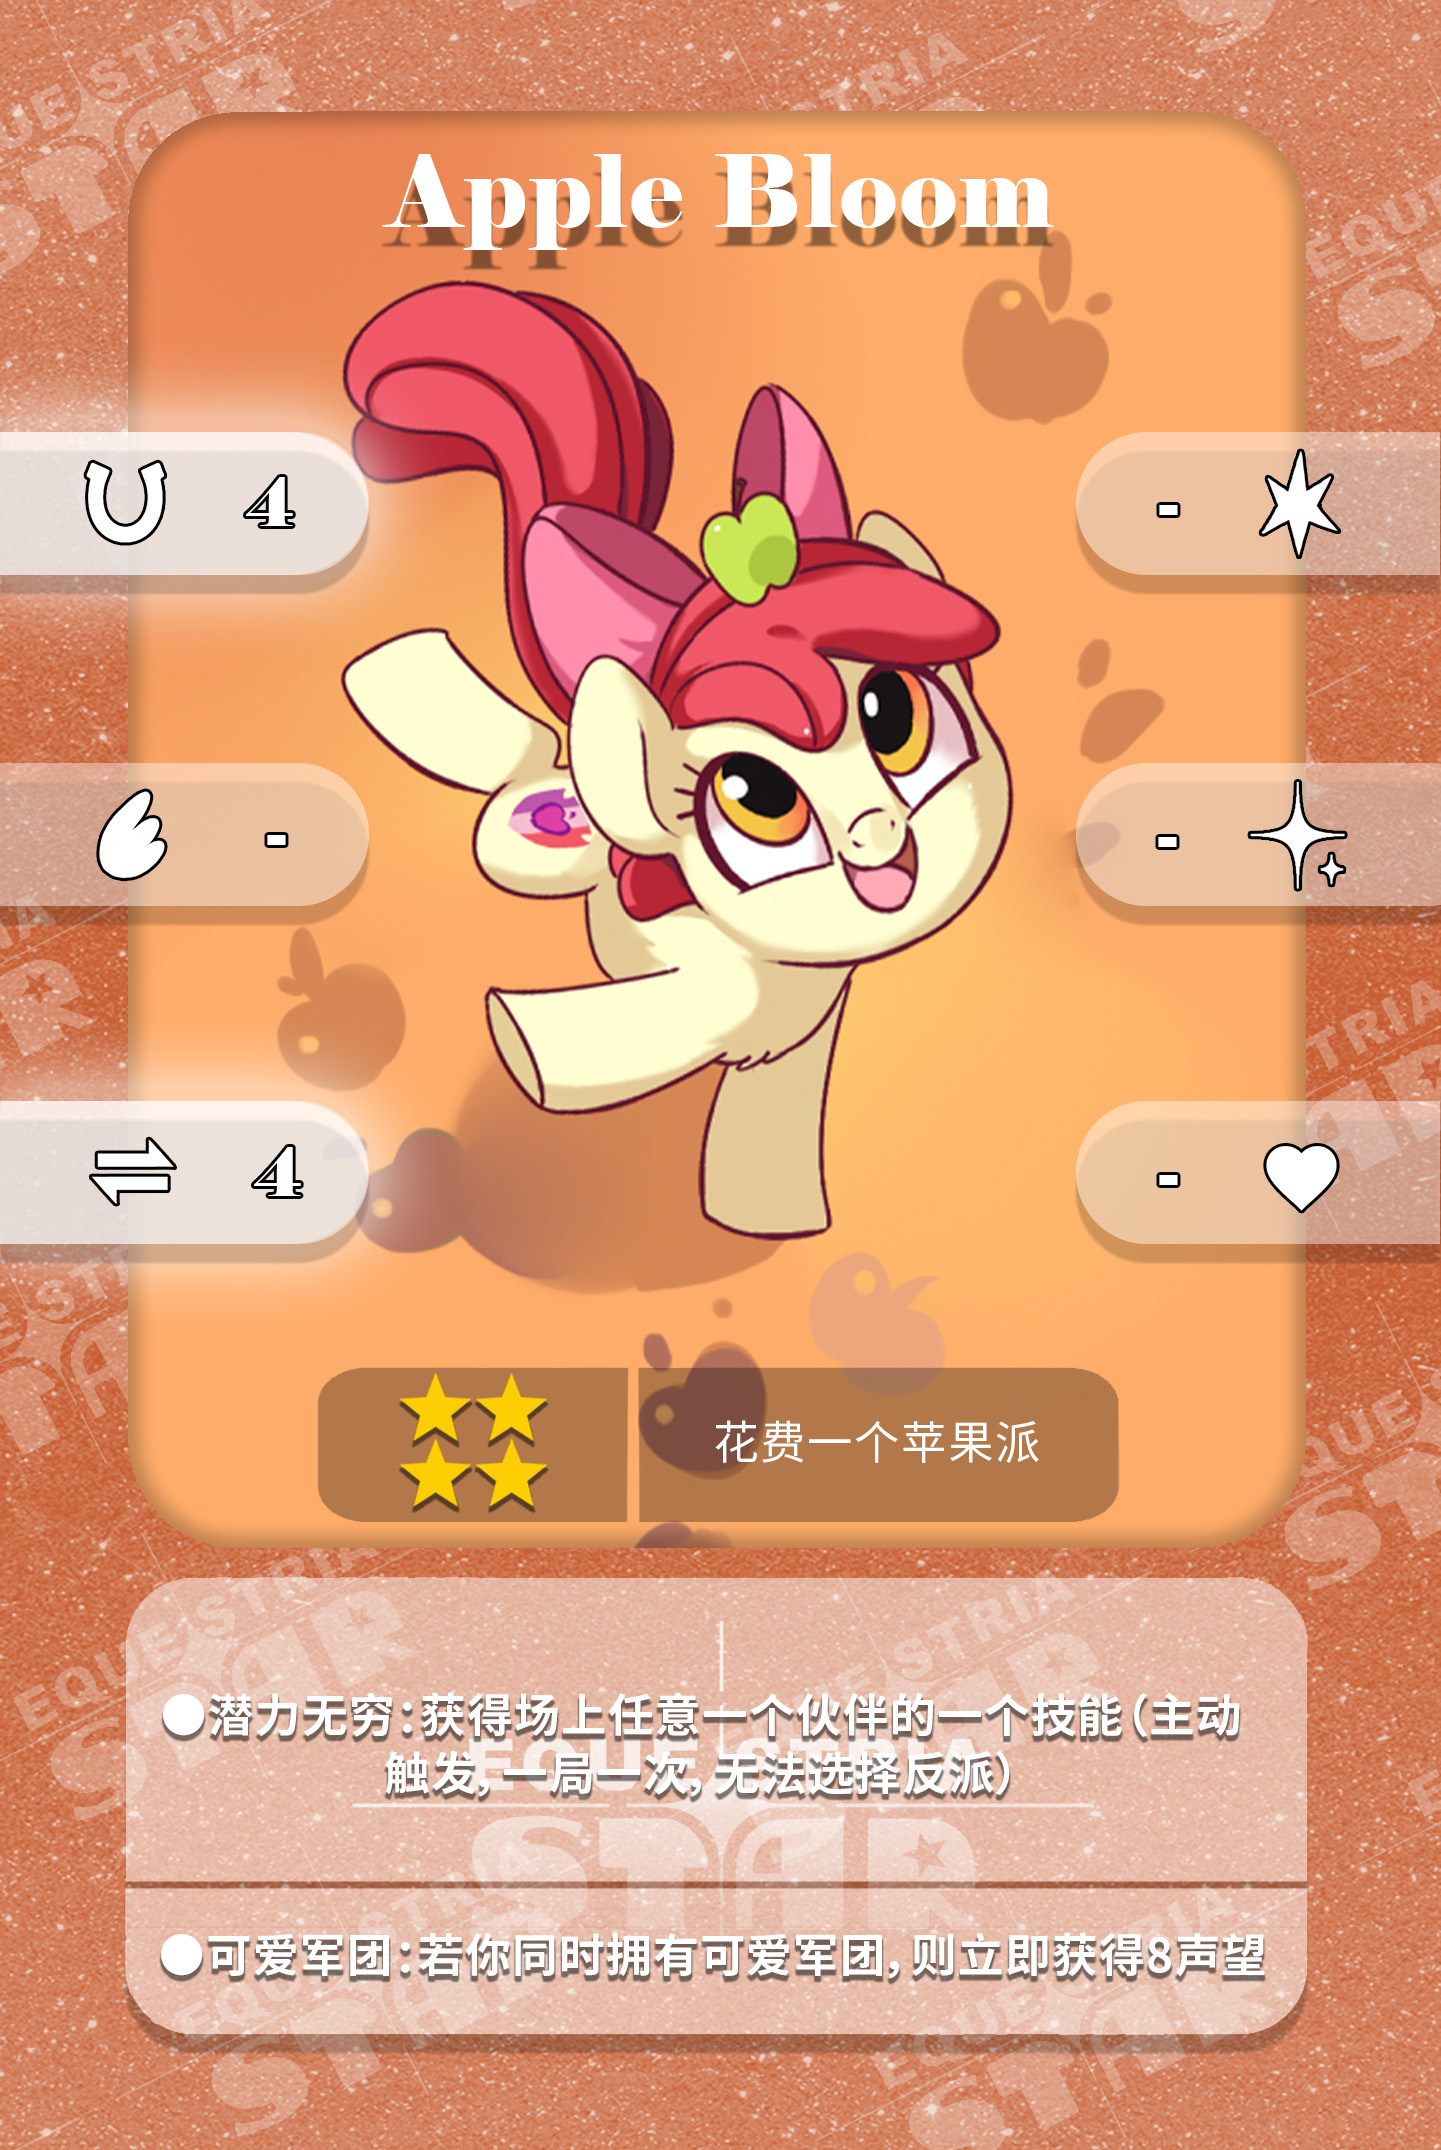 Apple Bloom
4
-
-
-
4
-
花费一个苹果派
●潜力无穷:获得场上任意一个伙伴的一个技能(主动
触发,一局一次,无法选择反派)
EQUESTRIA
STAR
●可爱军团:若你同时拥有可爱军团,则立即获得8声望